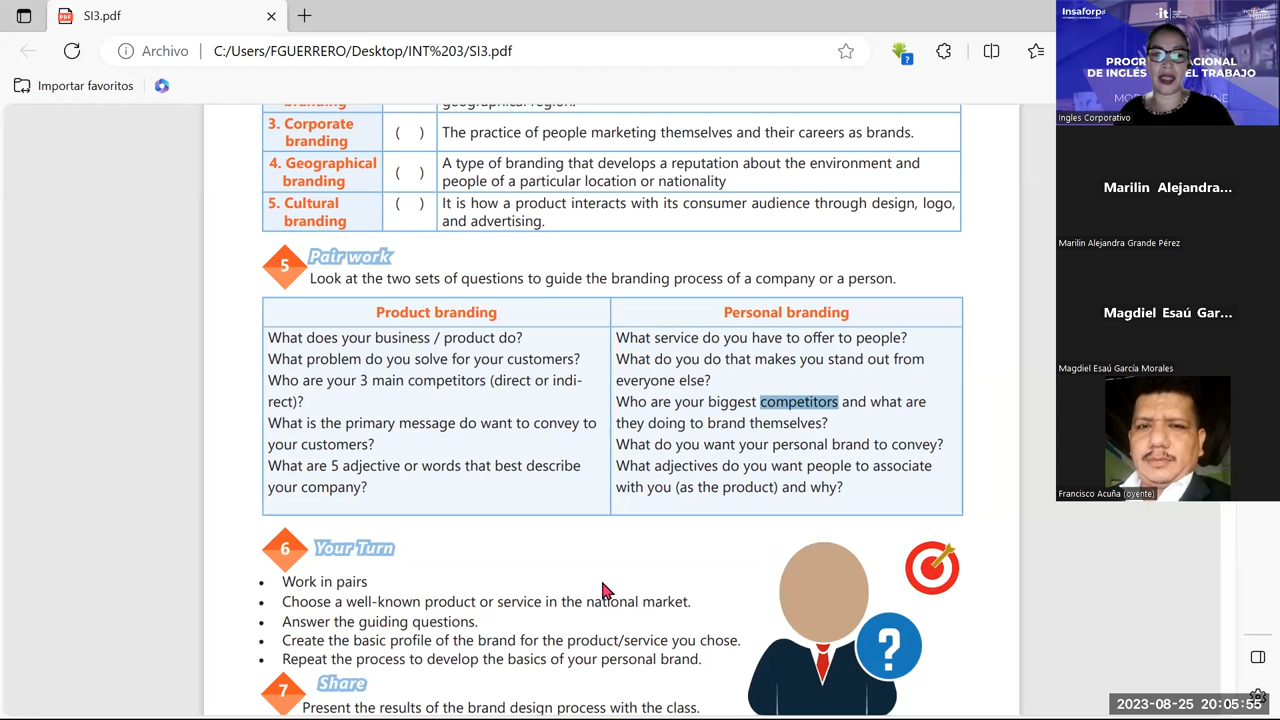 SI3.pdf
Archivo
C:/Users/FGUERRERO/Desktop/INT%203/SI3.pdf
Importar favoritos
branding
geographical region.
3. Corporate
branding
( )
The practice of people marketing themselves and their careers as brands.
4. Geographical
branding
( )
A type of branding that develops a reputation about the environment and
people of a particular location or nationality
5. Cultural
branding
( )
It is how a product interacts with its consumer audience through design, logo,
and advertising.
5
Pair work
Look at the two sets of questions to guide the branding process of a company or a person.
Product branding
What does your business / product do?
What problem do you solve for your customers?
Who are your 3 main competitors (direct or indi-
rect)?
What is the primary message do want to convey to
your customers?
What are 5 adjective or words that best describe
your company?
Personal branding
What service do you have to offer to people?
What do you do that makes you stand out from
everyone else?
Who are your biggest competitors and what are
they doing to brand themselves?
What do you want your personal brand to convey?
What adjectives do you want people to associate
with you (as the product) and why?
6
Your Turn
• Work in pairs
• Choose a well-known product or service in the national market.
• Answer the guiding questions.
• Create the basic profile of the brand for the product/service you chose.
• Repeat the process to develop the basics of your personal brand.
?
7
Share
Present the results of the brand design process with the class.
Insaforp
it
DE INGLÉS
EL TRABAJO
Ingles Corporativo
Marilin Alejandra...
Marilin Alejandra Grande Pérez
Magdiel Esaú Gar...
Magdiel Esaú García Morales
Francisco Acuña (oyente)
2023-08-25 20:05:55